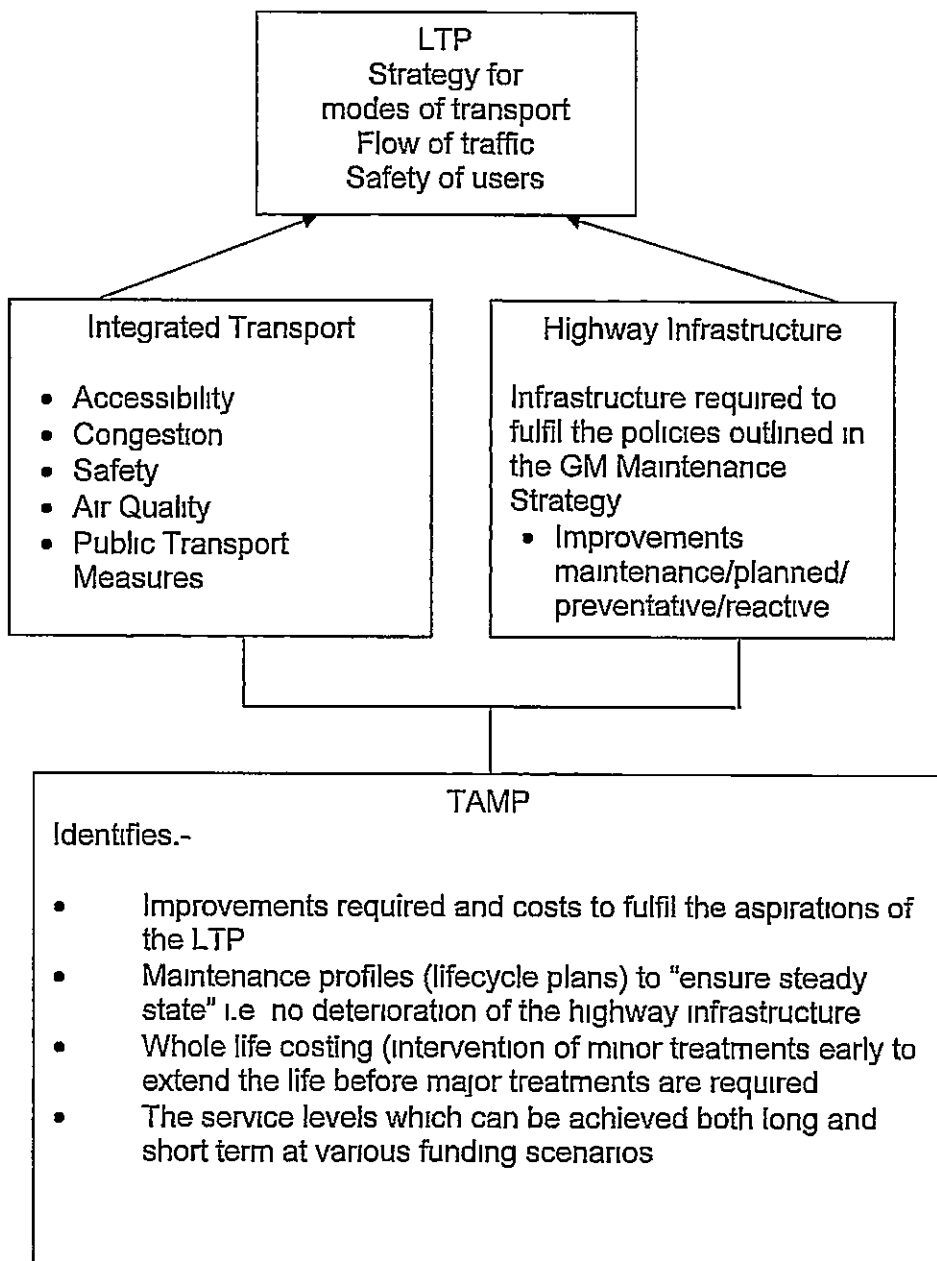 LTP
Strategy for
modes of transport
Flow of traffic
Safety of users
Integrated Transport
• Accessibility
• Congestion
• Safety
• Air Quality
• Public Transport
Measures
Highway Infrastructure
Infrastructure required to
fulfil the policies outlined in
the GM Maintenance
Strategy
• Improvements
maintenance/planned/
preventative/reactive
TAMP
Identifies.-
• Improvements required and costs to fulfil the aspirations of
the LTP
• Maintenance profiles (lifecycle plans) to "ensure steady
state" i.e no deterioration of the highway infrastructure
• Whole life costing (intervention of minor treatments early to
extend the life before major treatments are required
• The service levels which can be achieved both long and
short term at various funding scenarios